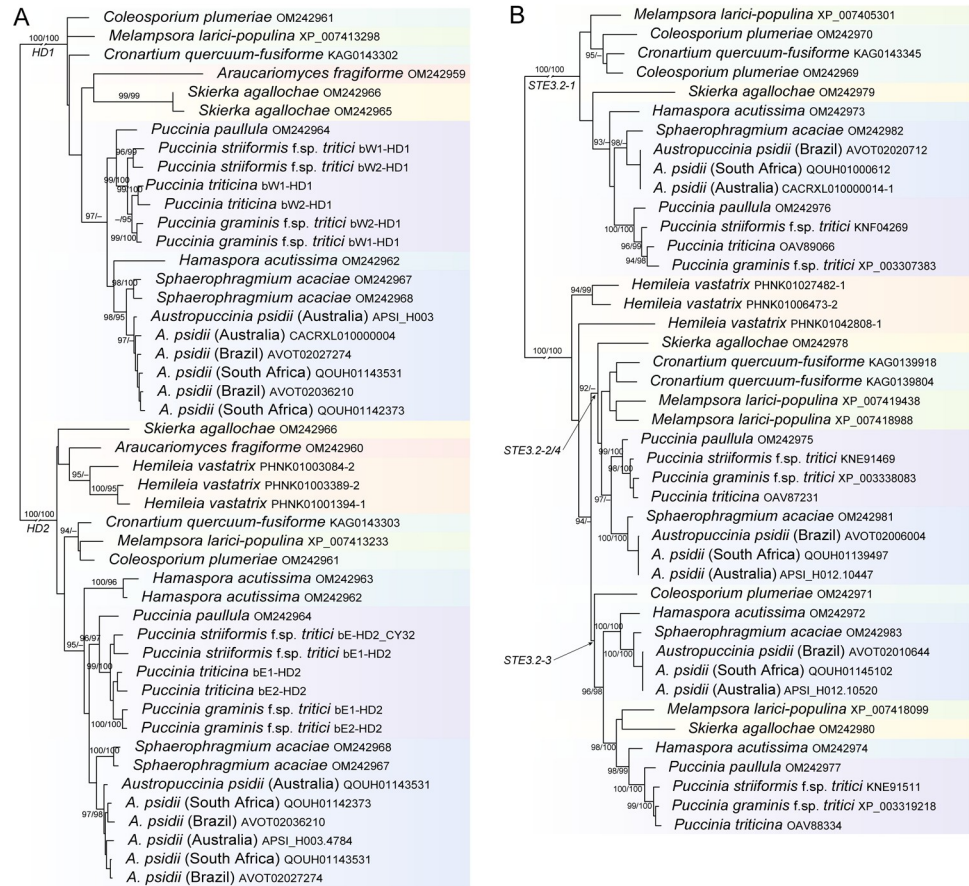 A
Coleosporium plumeriae OM242961
Melampsora larici-populina XP_007413298
100/100
HD1
Cronartium quercuum-fusiforme KAG0143302
Araucariomyces fragiforme OM242959
99/99
Skierka agallochae OM242966
Skierka agallochae OM242965
Puccinia paullula OM242964
96/99
Puccinia striiformis f.sp. tritici bW1-HD1
Puccinia striiformis f.sp. tritici bW2-HD1
99/100
Puccinia triticina bW1-HD1
99/100
Puccinia triticina bW2-HD1
97/–
–/95
Puccinia graminis f.sp. tritici bW2-HD1
99/100
Puccinia graminis f.sp. tritici bW1-HD1
Hamaspora acutissima OM242962
98/100
Sphaerophragmium acaciae OM242967
Sphaerophragmium acaciae OM242968
98/95
Austropuccinia psidii (Australia) APSI_H003
97/–
A. psidii (Australia) CACRXL010000004
A. psidii (Brazil) AVOT02027274
A. psidii (South Africa) QOUH01143531
A. psidii (Brazil) AVOT02036210
A. psidii (South Africa) QOUH01142373
Skierka agallochae OM242966
Araucariomyces fragiforme OM242960
95/–
Hemileia vastatrix PHNK01003084-2
100/95
Hemileia vastatrix PHNK01003389-2
Hemileia vastatrix PHNK01001394-1
100/100
HD2
94/–
Cronartium quercuum-fusiforme KAG0143303
Melampsora larici-populina XP_007413233
Coleosporium plumeriae OM242961
100/96
Hamaspora acutissima OM242963
Hamaspora acutissima OM242962
Puccinia paullula OM242964
95/–
96/97
Puccinia striiformis f.sp. tritici bE-HD2_CY32
Puccinia striiformis f.sp. tritici bE1-HD2
99/100
Puccinia triticina bE1-HD2
Puccinia triticina bE2-HD2
Puccinia graminis f.sp. tritici bE1-HD2
100/100
Puccinia graminis f.sp. tritici bE2-HD2
100/100
Sphaerophragmium acaciae OM242968
Sphaerophragmium acaciae OM242967
Austropuccinia psidii (Australia) QOUH01143531
A. psidii (South Africa) QOUH01142373
97/98
A. psidii (Brazil) AVOT02036210
A. psidii (Australia) APSI_H003.4784
A. psidii (South Africa) QOUH01143531
A. psidii (Brazil) AVOT02027274
B
Melampsora larici-populina XP_007405301
Coleosporium plumeriae OM242970
95/–
Cronartium quercuum-fusiforme KAG0143345
Coleosporium plumeriae OM242969
100/100
STE3.2-1
Skierka agallochae OM242979
Hamaspora acutissima OM242973
93/–
98/–
Sphaerophragmium acaciae OM242982
Austropuccinia psidii (Brazil) AVOT02020712
A. psidii (South Africa) QOUH01000612
A. psidii (Australia) CACRXL010000014-1
Puccinia paullula OM242976
100/100
Puccinia striiformis f.sp. tritici KNF04269
96/99
Puccinia triticina OAV89066
94/98
Puccinia graminis f.sp. tritici XP_003307383
94/99
Hemileia vastatrix PHNK01027482-1
Hemileia vastatrix PHNK01006473-2
Hemileia vastatrix PHNK01042808-1
100/100
Skierka agallochae OM242978
Cronartium quercuum-fusiforme KAG0139918
92/–
Cronartium quercuum-fusiforme KAG0139804
Melampsora larici-populina XP_007419438
Melampsora larici-populina XP_007418988
STE3.2-2/4
99/100
Puccinia paullula OM242975
98/100
Puccinia striiformis f.sp. tritici KNE91469
Puccinia graminis f.sp. tritici XP_003338083
97/–
Puccinia triticina OAV87231
94/–
100/100
Sphaerophragmium acaciae OM242981
Austropuccinia psidii (Brazil) AVOT02006004
A. psidii (South Africa) QOUH01139497
A. psidii (Australia) APSI_H012.10447
Coleosporium plumeriae OM242971
Hamaspora acutissima OM242972
100/100
Sphaerophragmium acaciae OM242983
100/100
Austropuccinia psidii (Brazil) AVOT02010644
STE3.2-3
A. psidii (South Africa) QOUH01145102
A. psidii (Australia) APSI_H012.10520
96/98
Melampsora larici-populina XP_007418099
Skierka agallochae OM242980
98/100
Hamaspora acutissima OM242974
98/99
Puccinia paullula OM242977
100/100
Puccinia striiformis f.sp. tritici KNE91511
99/100
Puccinia graminis f.sp. tritici XP_003319218
Puccinia triticina OAV88334